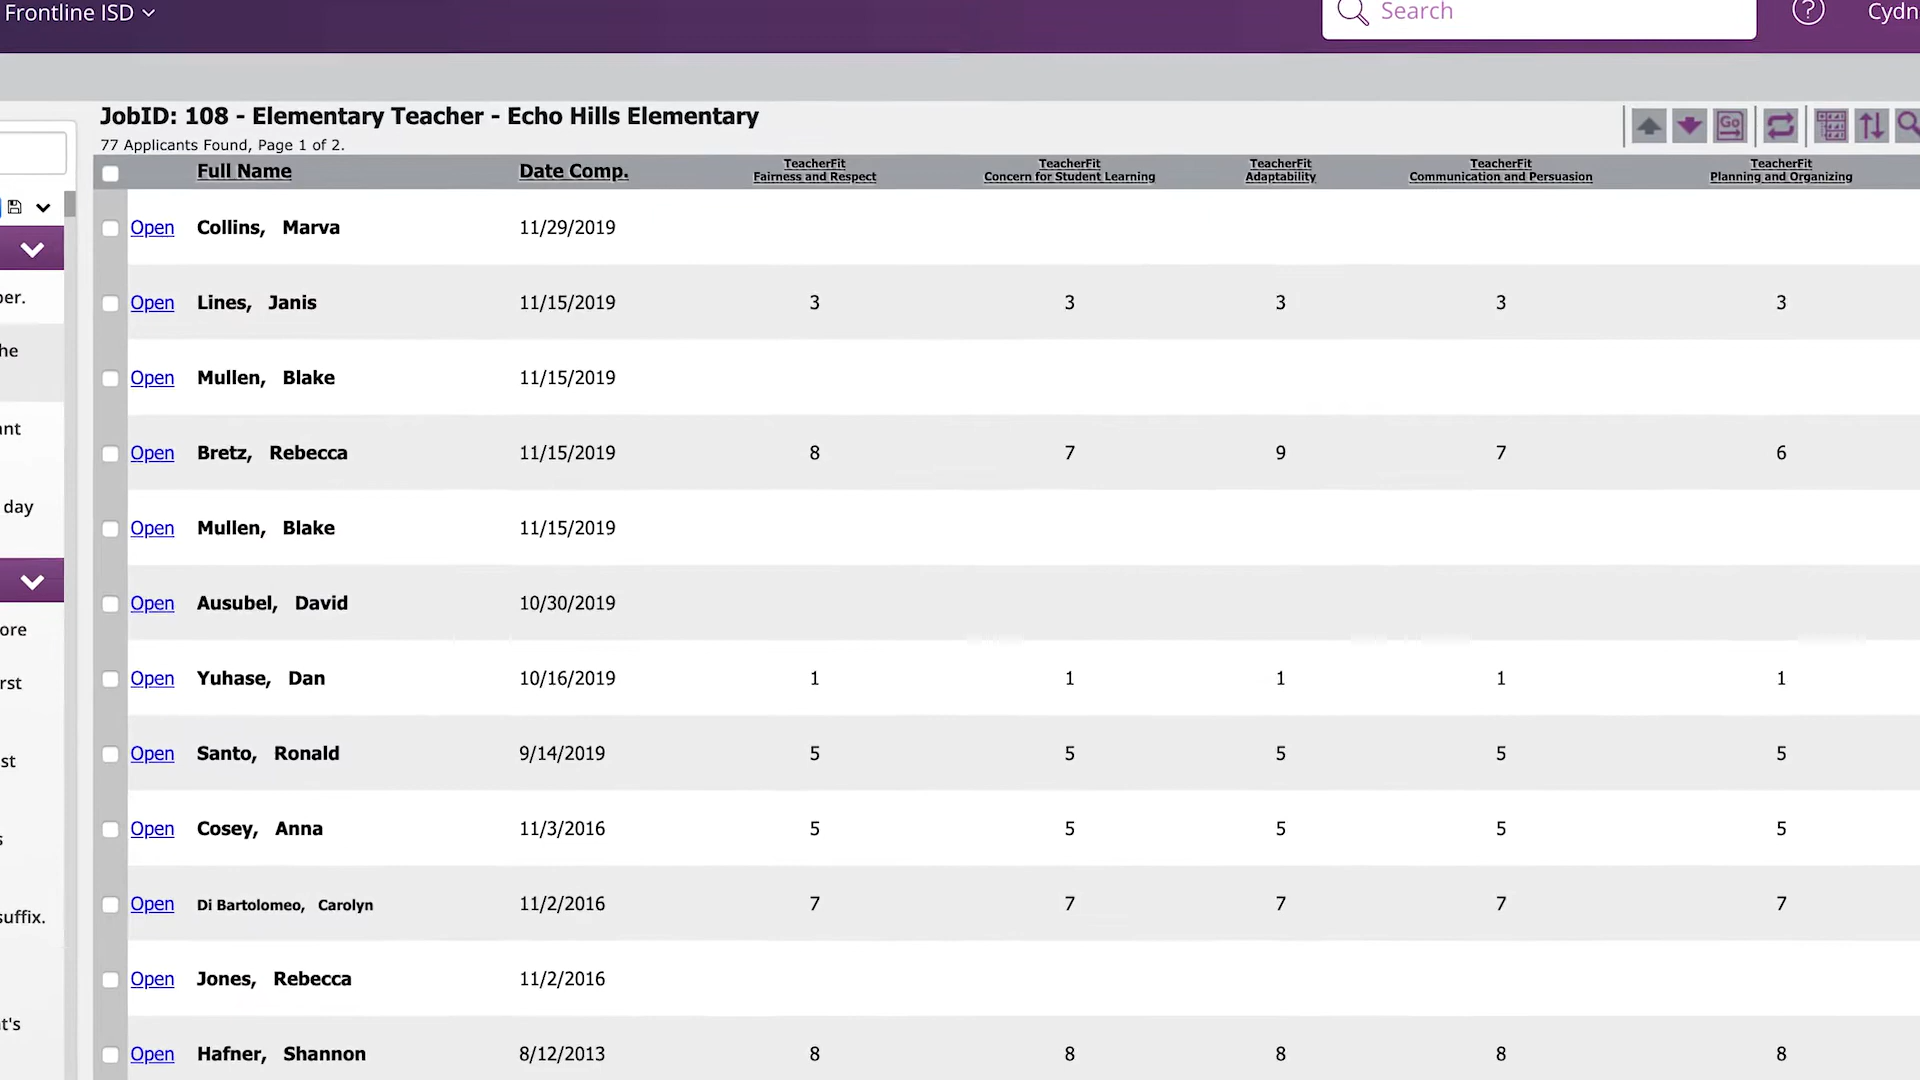 Frontline ISD
Search
Cydn
JobID: 108 - Elementary Teacher - Echo Hills Elementary
77 Applicants Found, Page 1 of 2.
Go
Full Name Date Comp. TeacherFit Fairness and Respect TeacherFit Concern for Student Learning TeacherFit Adaptability TeacherFit Communication and Persuasion TeacherFit Planning and Organizing
Open Collins, Marva 11/29/2019
per.
Open Lines, Janis 11/15/2019 3 3 3 3 3
he
Open Mullen, Blake 11/15/2019
ant
Open Bretz, Rebecca 11/15/2019 8 7 9 7 6
day
Open Mullen, Blake 11/15/2019
Open Ausubel, David 10/30/2019
ore
Open Yuhase, Dan 10/16/2019 1 1 1 1 1
rst
Open Santo, Ronald 9/14/2019 5 5 5 5 5
st
Open Cosey, Anna 11/3/2016 5 5 5 5 5
s
Open Di Bartolomeo, Carolyn 11/2/2016 7 7 7 7 7
suffix.
Open Jones, Rebecca 11/2/2016
t's
Open Hafner, Shannon 8/12/2013 8 8 8 8 8